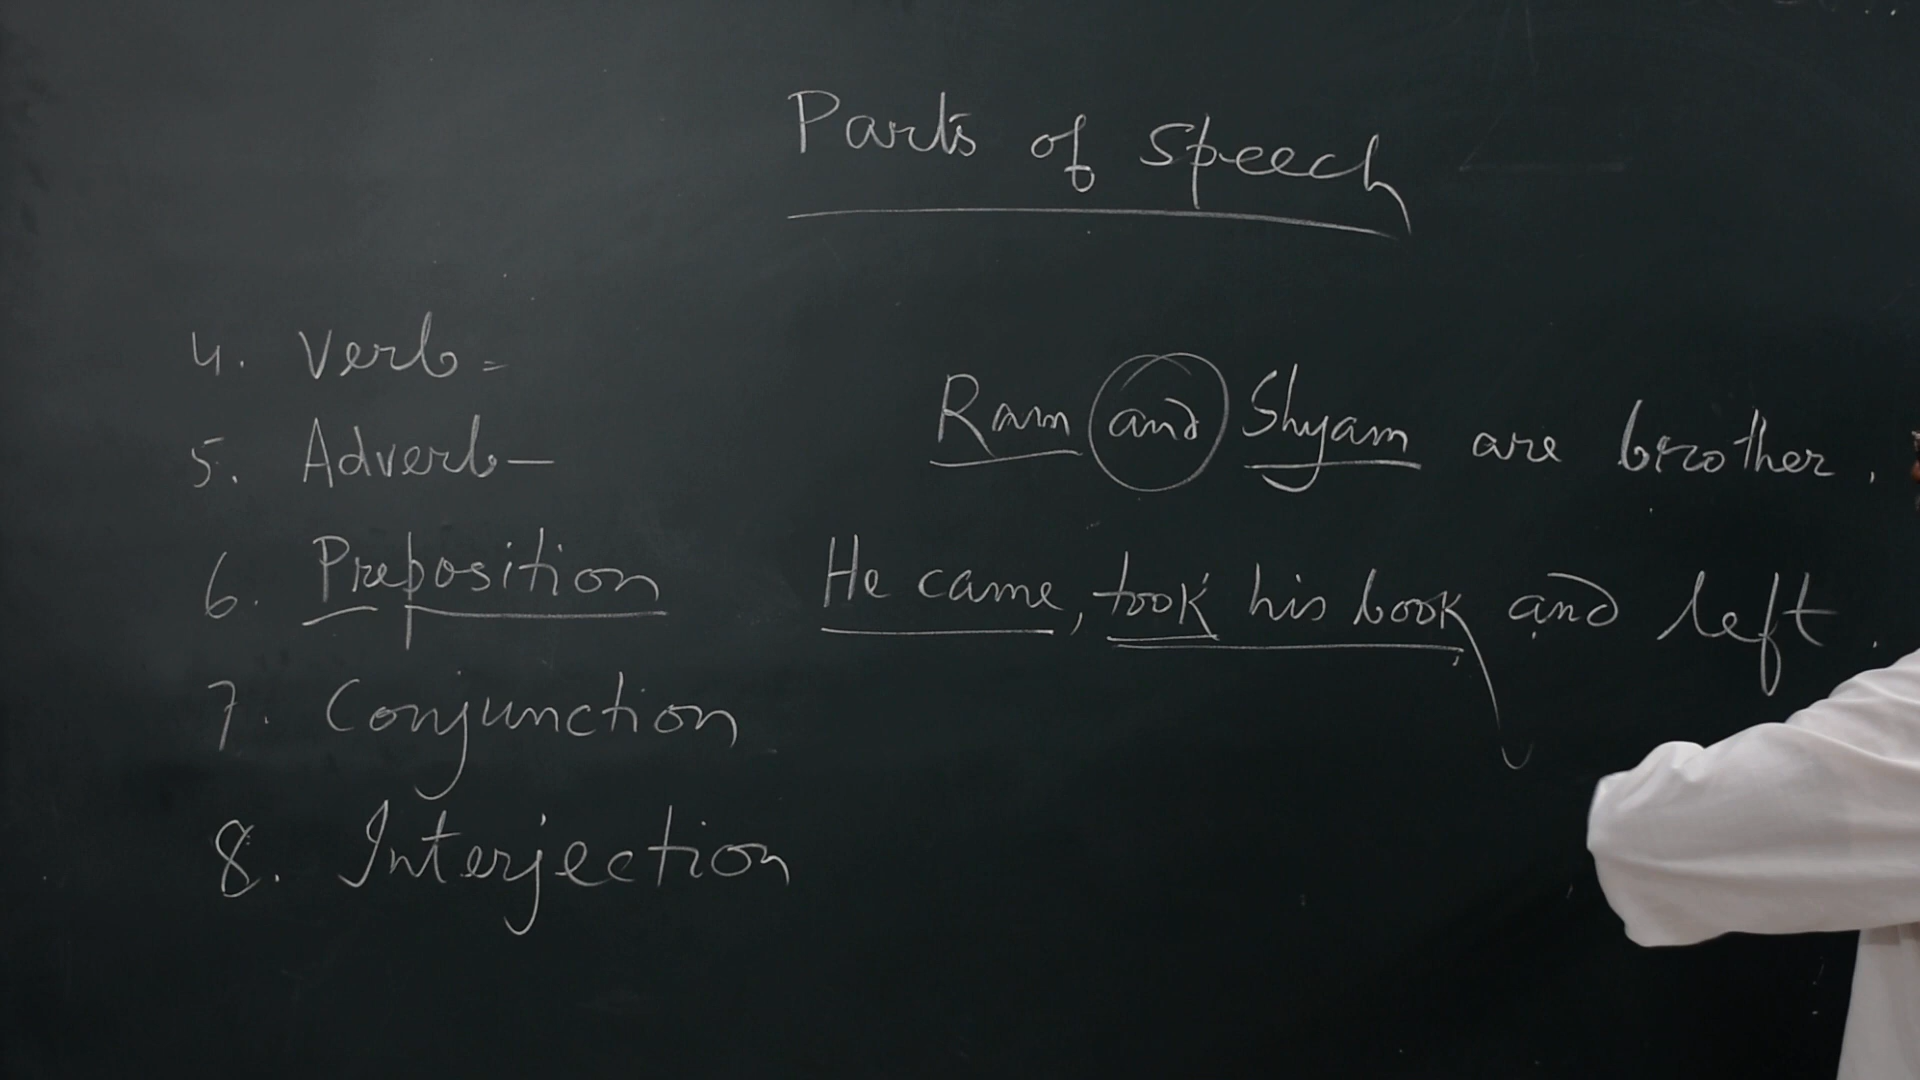 Parts of Speech
4. Verb =
5. Adverb –
6. Preposition
7. Conjunction
8. Interjection
Ram and Shyam are brother.
He came, took his book and left.